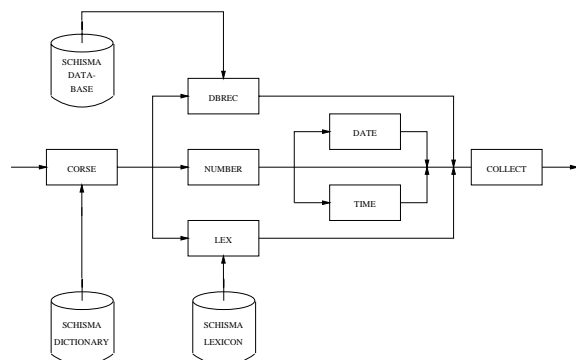 SCHISMA
DATA-
BASE
DBREC
DATE
CORSE
NUMBER
COLLECT
TIME
LEX
SCHISMA
DICTIONARY
SCHISMA
LEXICON